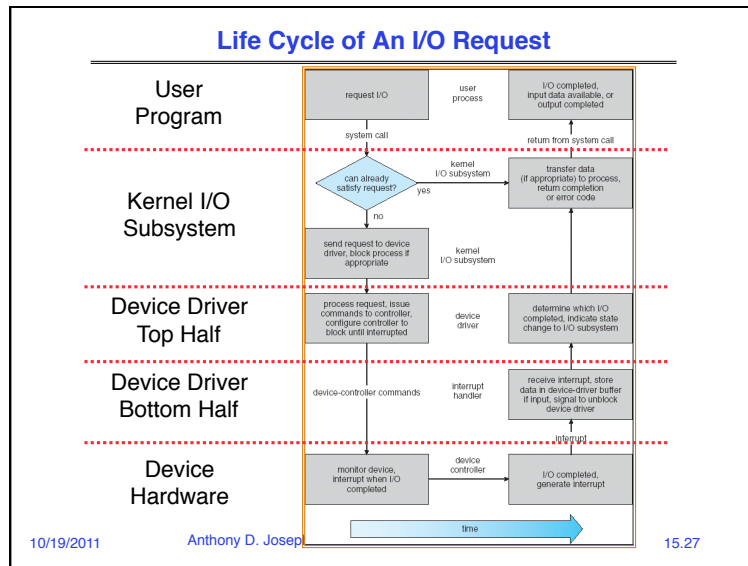 Life Cycle of An I/O Request
User
Program
request I/O
user
process
I/O completed,
input data available, or
output completed
system call
return from system call
Kernel I/O
Subsystem
can already
satisfy request?
yes
no
kernel
I/O subsystem
transfer data
(if appropriate) to process,
return completion
or error code
send request to device
driver, block process if
appropriate
kernel
I/O subsystem
Device Driver
Top Half
process request, issue
commands to controller,
configure controller to
block until interrupted
device
driver
determine which I/O
completed, indicate state
change to I/O subsystem
Device Driver
Bottom Half
device-controller commands
interrupt
handler
receive interrupt, store
data in device-driver buffer
if input, signal to unblock
device driver
interrupt
Device
Hardware
monitor device,
interrupt when I/O
completed
device
controller
I/O completed,
generate interrupt
time
10/19/2011
Anthony D. Josep
15.27